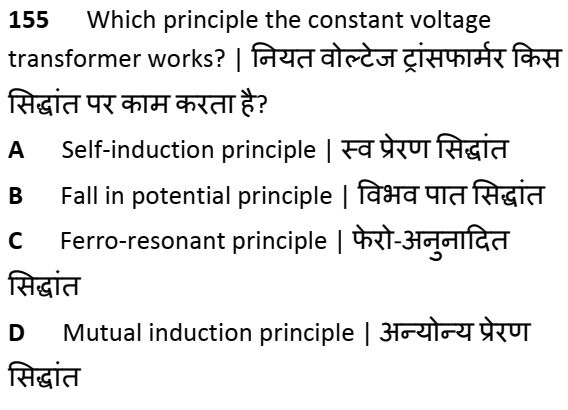 155 Which principle the constant voltage
transformer works? | नियत वोल्टेज ट्रांसफार्मर किस
सिद्धांत पर काम करता है?
A Self-induction principle | स्व प्रेरण सिद्धांत
B Fall in potential principle | विभव पात सिद्धांत
C Ferro-resonant principle | फेरो-अनुनादित
सिद्धांत
D Mutual induction principle | अन्योन्य प्रेरण
सिद्धांत